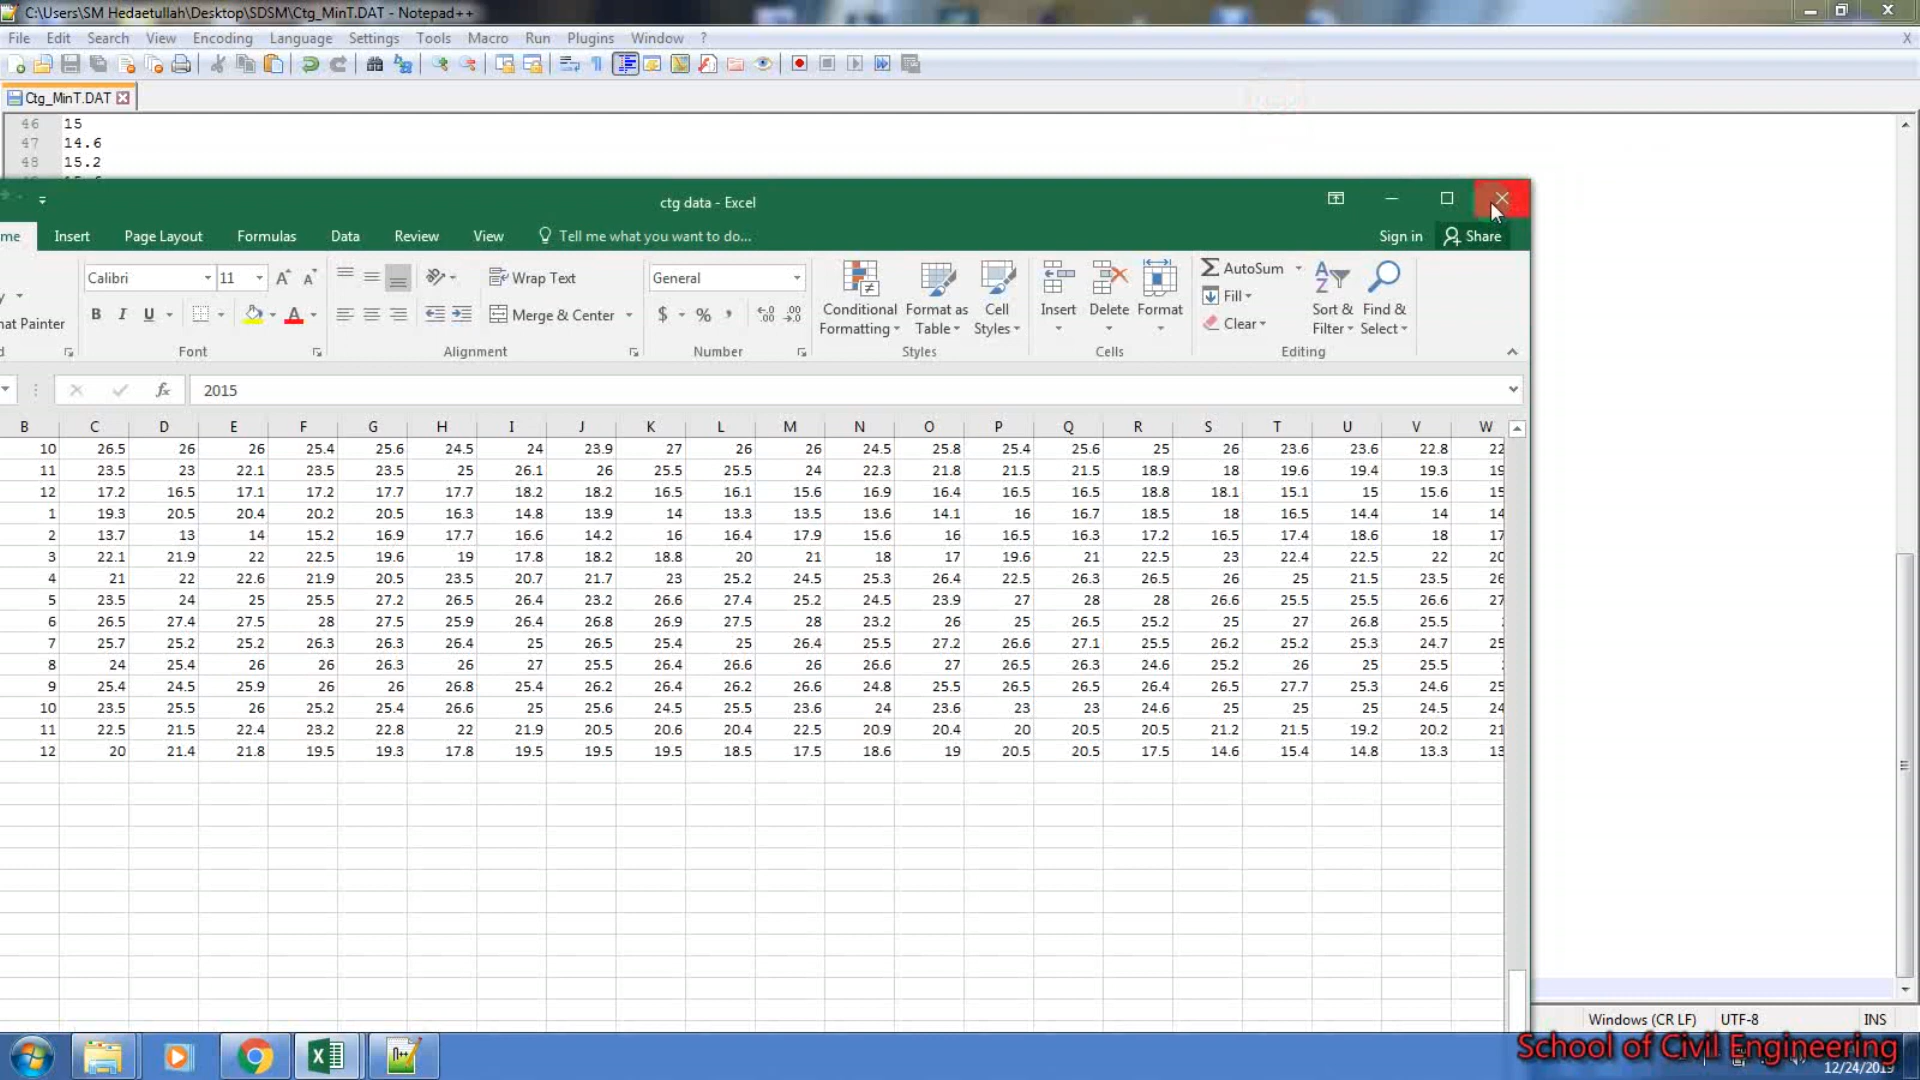 C:\Users\SM Hedaetullah\Desktop\SDSM\Ctg_MinT.DAT - Notepad++
File Edit Search View Encoding Language Settings Tools Macro Run Plugins Window ? X
Ctg_MinT.DAT
46 15
47 14.6
48 15.2
ctg data - Excel
me Insert Page Layout Formulas Data Review View Tell me what you want to do... Sign in Share
Calibri 11 Wrap Text General Conditional Formatting Format as Table Cell Styles Insert Delete Format AutoSum Fill Clear Sort & Filter Find & Select
at Painter B I U Merge & Center $ % ,
Font Alignment Number Styles Cells Editing
fx 2015
B C D E F G H I J K L M N O P Q R S T U V W
10 26.5 26 26 25.4 25.6 24.5 24 23.9 27 26 26 24.5 25.8 25.4 25.6 25 26 23.6 23.6 22.8 22
11 23.5 23 22.1 23.5 23.5 25 26.1 26 25.5 25.5 24 22.3 21.8 21.5 21.5 18.9 18 19.6 19.4 19.3 19
12 17.2 16.5 17.1 17.2 17.7 17.7 18.2 18.2 16.5 16.1 15.6 16.9 16.4 16.5 16.5 18.8 18.1 15.1 15 15.6 15
1 19.3 20.5 20.4 20.2 20.5 16.3 14.8 13.9 14 13.3 13.5 13.6 14.1 16 16.7 18.5 18 16.5 14.4 14 14
2 13.7 13 14 15.2 16.9 17.7 16.6 14.2 16 16.4 17.9 15.6 16 16.5 16.3 17.2 16.5 17.4 18.6 18 17
3 22.1 21.9 22 22.5 19.6 19 17.8 18.2 18.8 20 21 18 17 19.6 21 22.5 23 22.4 22.5 22 20
4 21 22 22.6 21.9 20.5 23.5 20.7 21.7 23 25.2 24.5 25.3 26.4 22.5 26.3 26.5 26 25 21.5 23.5 26
5 23.5 24 25 25.5 27.2 26.5 26.4 23.2 26.6 27.4 25.2 24.5 23.9 27 28 28 26.6 25.5 25.5 26.6 27
6 26.5 27.4 27.5 28 27.5 25.9 26.4 26.8 26.9 27.5 28 23.2 26 25 26.5 25.2 25 27 26.8 25.5
7 25.7 25.2 25.2 26.3 26.3 26.4 25 26.5 25.4 25 26.4 25.5 27.2 26.6 27.1 25.5 26.2 25.2 25.3 24.7 25
8 24 25.4 26 26 26.3 26 27 25.5 26.4 26.6 26 26.6 27 26.5 26.3 24.6 25.2 26 25 25.5
9 25.4 24.5 25.9 26 26 26.8 25.4 26.2 26.4 26.2 26.6 24.8 25.5 26.5 26.5 26.4 26.5 27.7 25.3 24.6 25
10 23.5 25.5 26 25.2 25.4 26.6 25 25.6 24.5 25.5 23.6 24 23.6 23 23 24.6 25 25 25 24.5 24
11 22.5 21.5 22.4 23.2 22.8 22 21.9 20.5 20.6 20.4 22.5 20.9 20.4 20 20.5 20.5 21.2 21.5 19.2 20.2 21
12 20 21.4 21.8 19.5 19.3 17.8 19.5 19.5 19.5 18.5 17.5 18.6 19 20.5 20.5 17.5 14.6 15.4 14.8 13.3 13
Windows (CR LF) UTF-8 INS
School of Civil Engineering